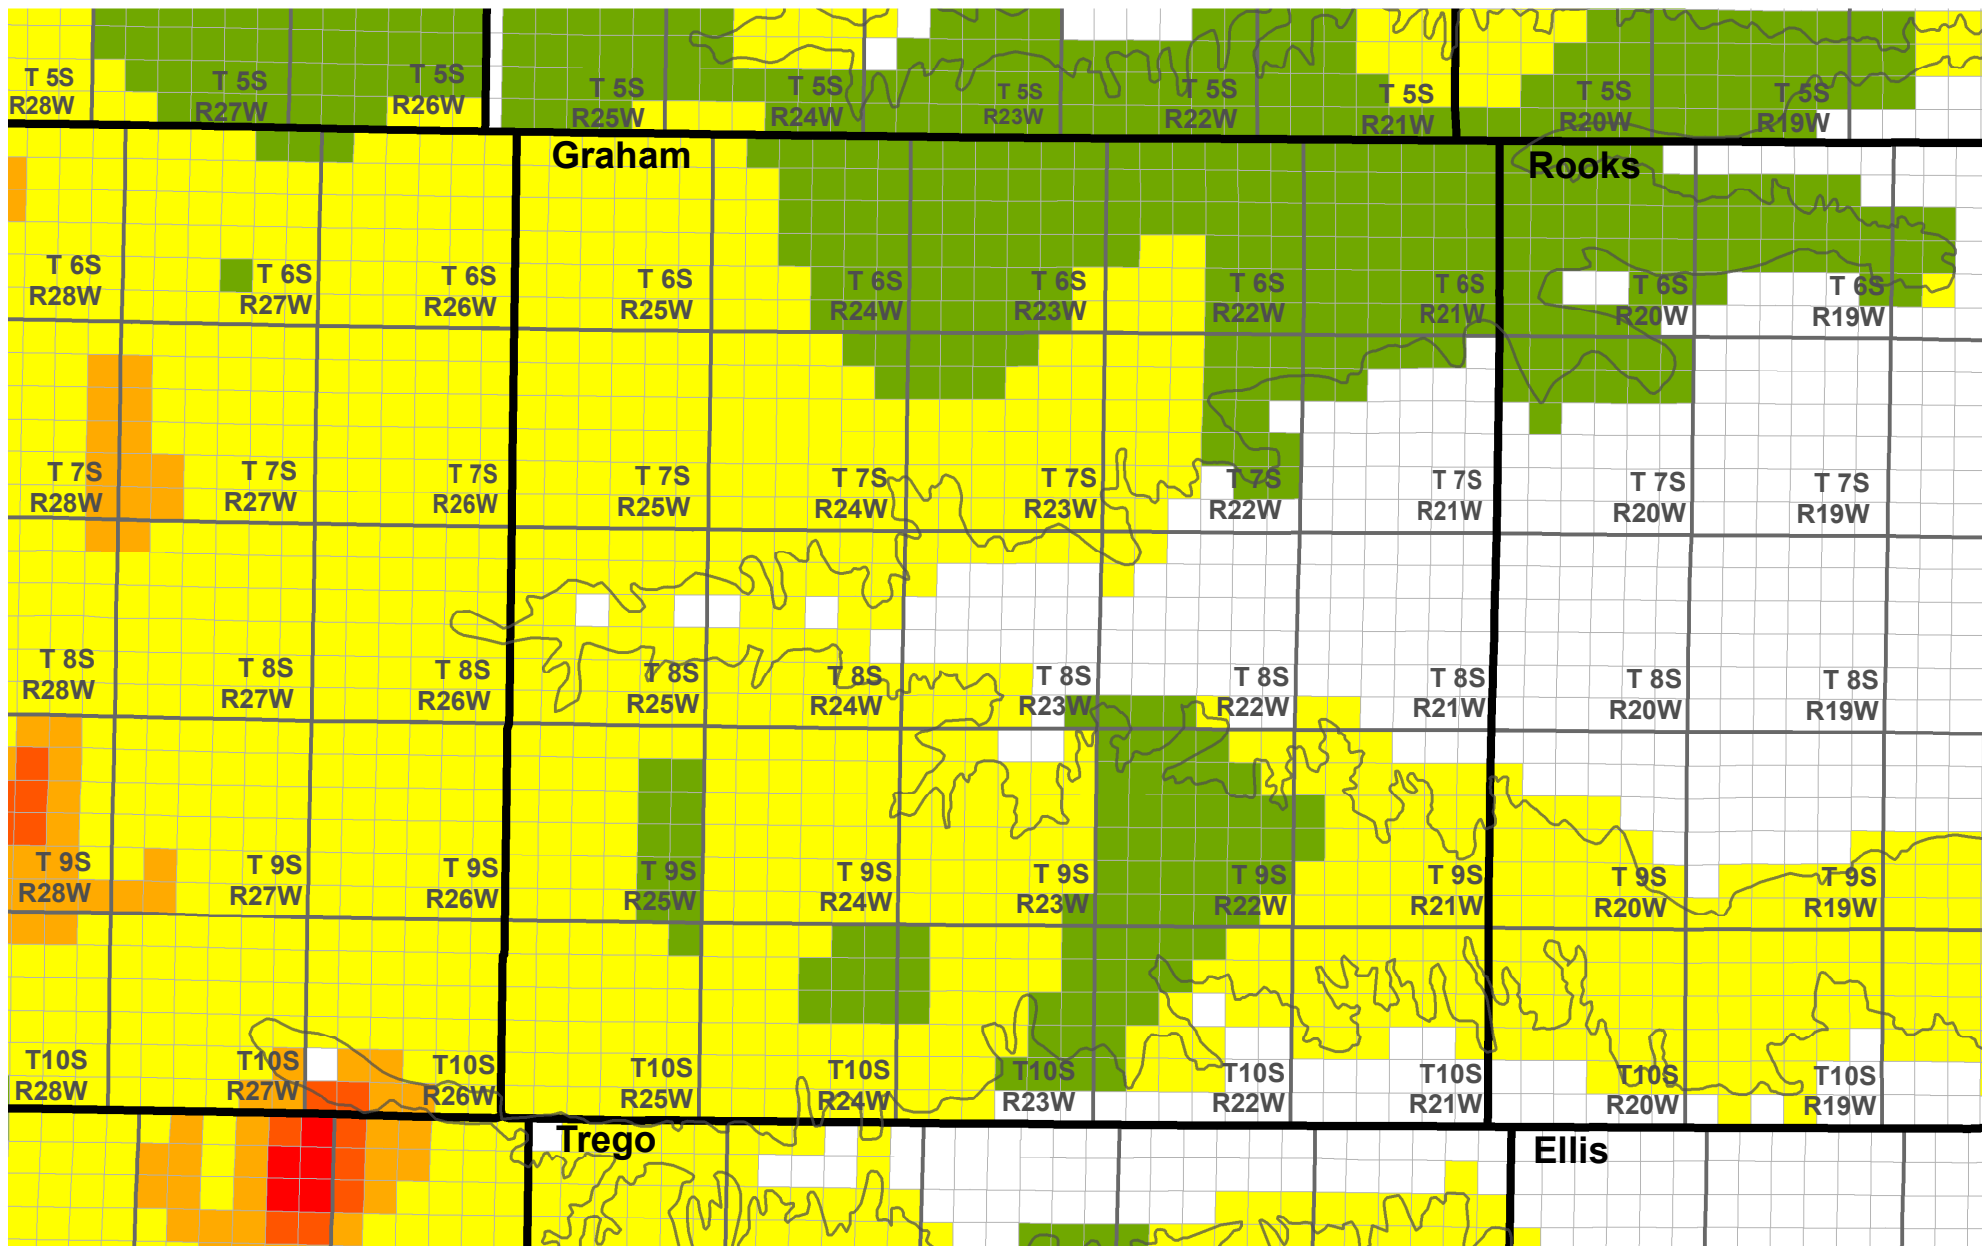 T 5S
R28W
T 5S
R27W
T 5S
R26W
T 5S
R25W
T 5S
R24W
T 5S
R23W
T 5S
R22W
T 5S
R21W
T 5S
R20W
T 5S
R19W
Graham
Rooks
T 6S
R28W
T 6S
R27W
T 6S
R26W
T 6S
R25W
T 6S
R24W
T 6S
R23W
T 6S
R22W
T 6S
R21W
T 6S
R20W
T 6S
R19W
T 7S
R28W
T 7S
R27W
T 7S
R26W
T 7S
R25W
T 7S
R24W
T 7S
R23W
T 7S
R22W
T 7S
R21W
T 7S
R20W
T 7S
R19W
T 8S
R28W
T 8S
R27W
T 8S
R26W
T 8S
R25W
T 8S
R24W
T 8S
R23W
T 8S
R22W
T 8S
R21W
T 8S
R20W
T 8S
R19W
T 9S
R28W
T 9S
R27W
T 9S
R26W
T 9S
R25W
T 9S
R24W
T 9S
R23W
T 9S
R22W
T 9S
R21W
T 9S
R20W
T 9S
R19W
T10S
R28W
T10S
R27W
T10S
R26W
T10S
R25W
T10S
R24W
T10S
R23W
T10S
R22W
T10S
R21W
T10S
R20W
T10S
R19W
Trego
Ellis